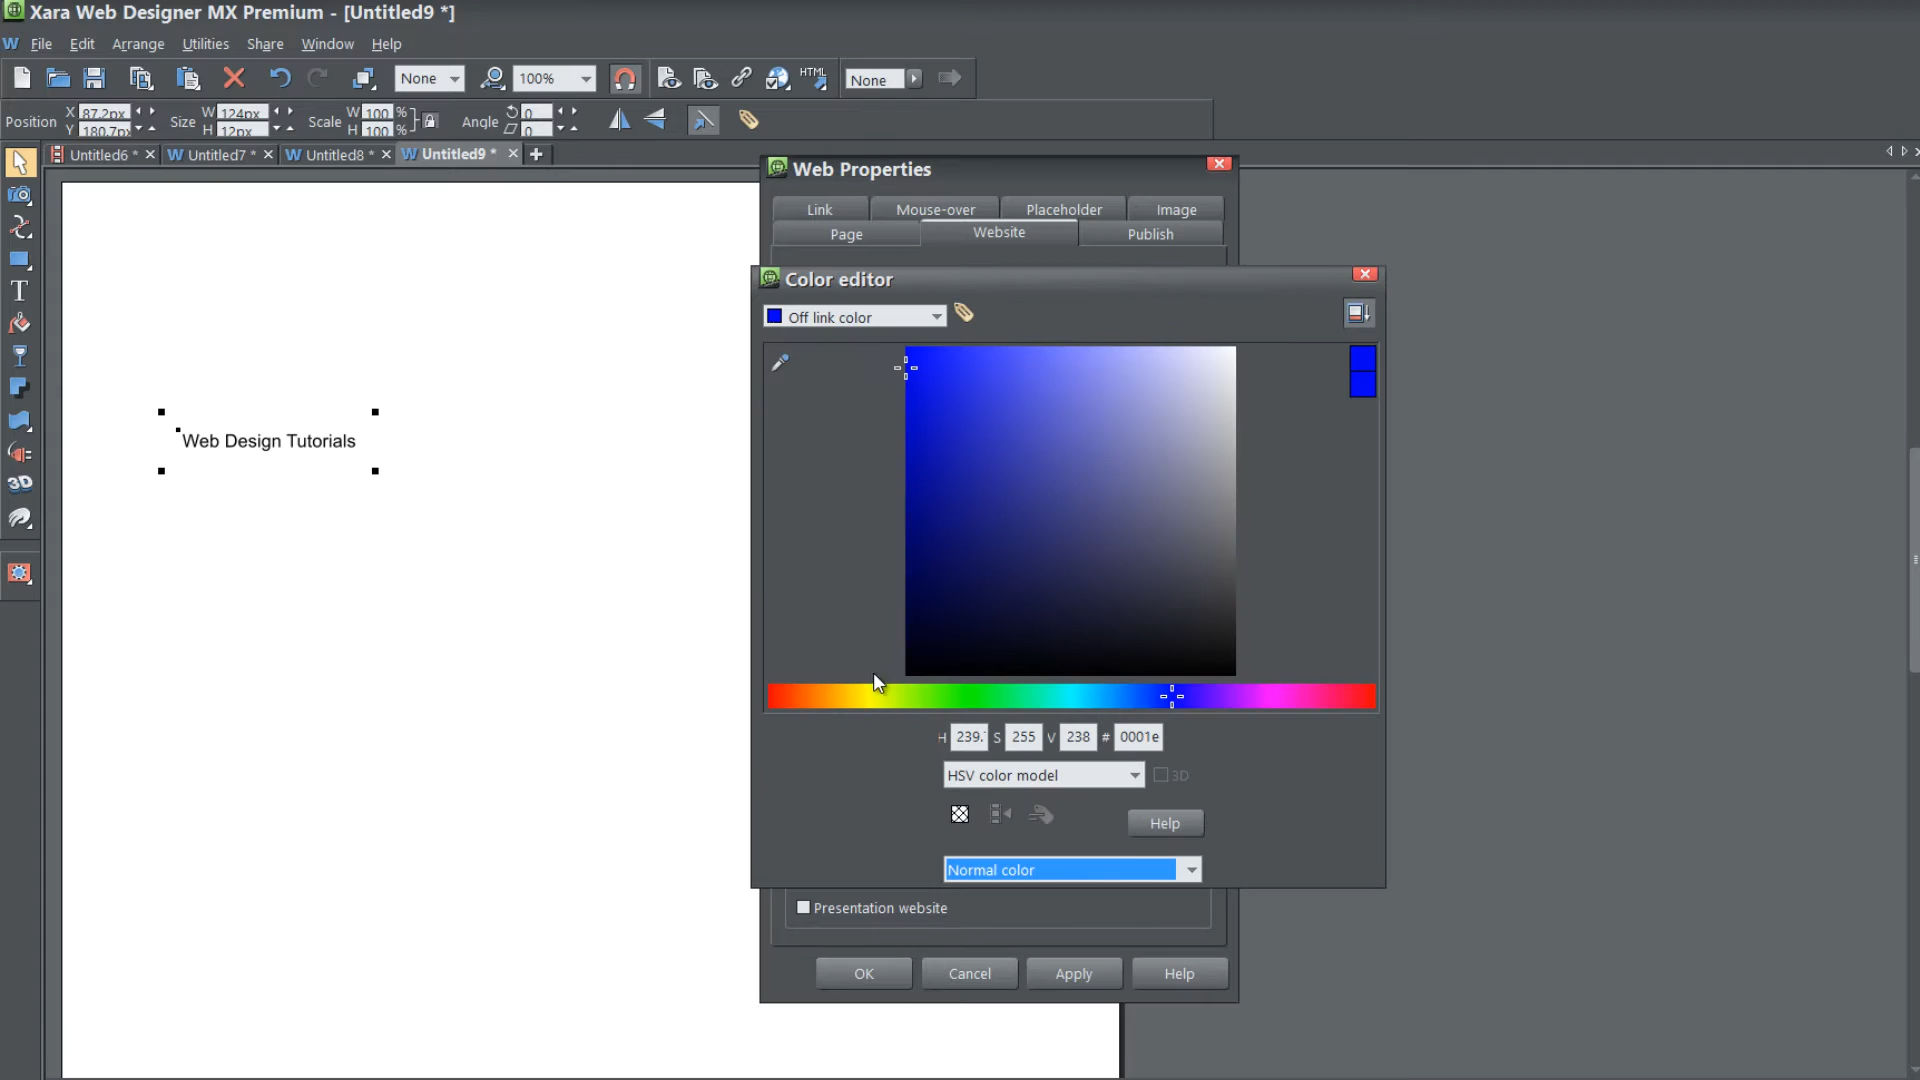 Xara Web Designer MX Premium - [Untitled9 *]
File Edit Arrange Utilities Share Window Help
None 100% HTML None
Position X 87.2px Y 180.7px Size W 124px H 12px Scale W 100 % H 100 % Angle 0 0
Untitled6 * Untitled7 * Untitled8 * Untitled9 *
Web Properties
Link Mouse-over Placeholder Image
Page Website Publish
Color editor
Off link color
Web Design Tutorials
T
3D
H 239. S 255 V 238 # 0001e
HSV color model 3D
Help
Normal color
Presentation website
OK Cancel Apply Help